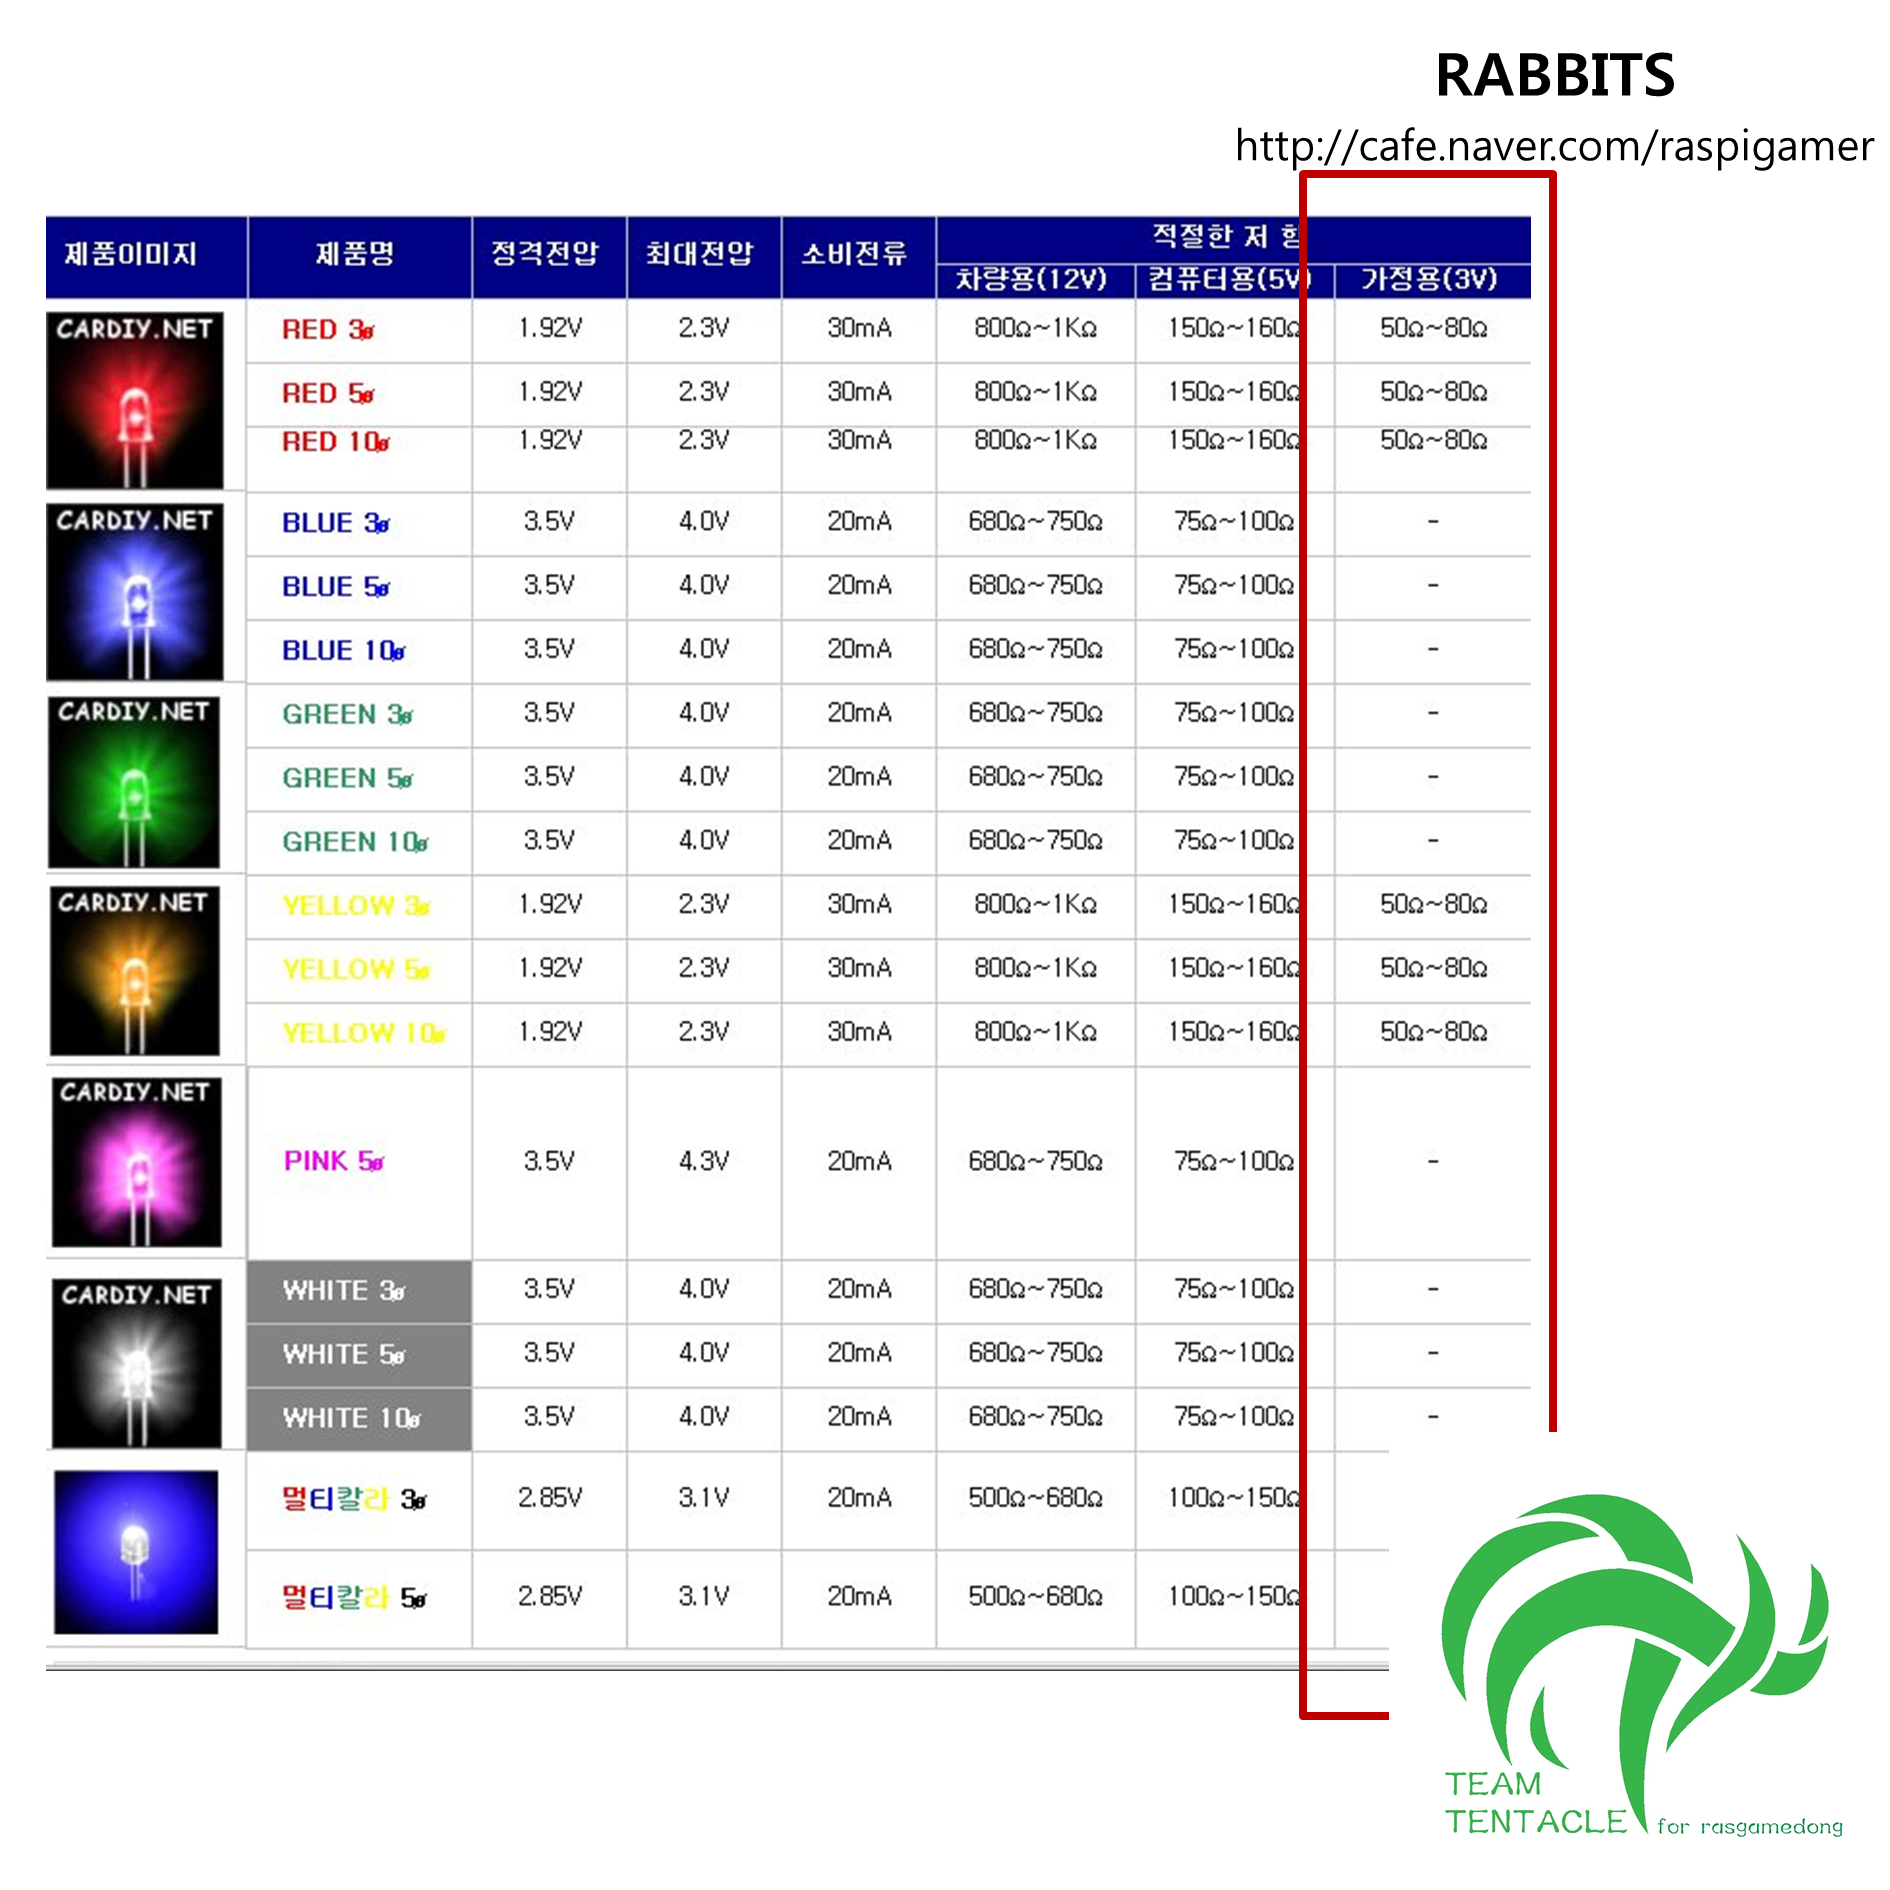 RABBITS
http://cafe.naver.com/raspigamer
제품이미지 제품명 정격전압 최대전압 소비전류 적절한 저 항
차량용(12V) 컴퓨터용(5V) 가정용(3V)
CARDIY.NET
RED 3ø 1.92V 2.3V 30mA 800Ω~1KΩ 150Ω~160Ω 50Ω~80Ω
RED 5ø 1.92V 2.3V 30mA 800Ω~1KΩ 150Ω~160Ω 50Ω~80Ω
RED 10ø 1.92V 2.3V 30mA 800Ω~1KΩ 150Ω~160Ω 50Ω~80Ω
CARDIY.NET
BLUE 3ø 3.5V 4.0V 20mA 680Ω~750Ω 75Ω~100Ω -
BLUE 5ø 3.5V 4.0V 20mA 680Ω~750Ω 75Ω~100Ω -
BLUE 10ø 3.5V 4.0V 20mA 680Ω~750Ω 75Ω~100Ω -
CARDIY.NET
GREEN 3ø 3.5V 4.0V 20mA 680Ω~750Ω 75Ω~100Ω -
GREEN 5ø 3.5V 4.0V 20mA 680Ω~750Ω 75Ω~100Ω -
GREEN 10ø 3.5V 4.0V 20mA 680Ω~750Ω 75Ω~100Ω -
CARDIY.NET
YELLOW 3ø 1.92V 2.3V 30mA 800Ω~1KΩ 150Ω~160Ω 50Ω~80Ω
YELLOW 5ø 1.92V 2.3V 30mA 800Ω~1KΩ 150Ω~160Ω 50Ω~80Ω
YELLOW 10ø 1.92V 2.3V 30mA 800Ω~1KΩ 150Ω~160Ω 50Ω~80Ω
CARDIY.NET
PINK 5ø 3.5V 4.3V 20mA 680Ω~750Ω 75Ω~100Ω -
CARDIY.NET
WHITE 3ø 3.5V 4.0V 20mA 680Ω~750Ω 75Ω~100Ω -
WHITE 5ø 3.5V 4.0V 20mA 680Ω~750Ω 75Ω~100Ω -
WHITE 10ø 3.5V 4.0V 20mA 680Ω~750Ω 75Ω~100Ω -
멀티칼라 3ø 2.85V 3.1V 20mA 500Ω~680Ω 100Ω~150Ω
멀티칼라 5ø 2.85V 3.1V 20mA 500Ω~680Ω 100Ω~150Ω
TEAM
TENTACLE for rasgamedong